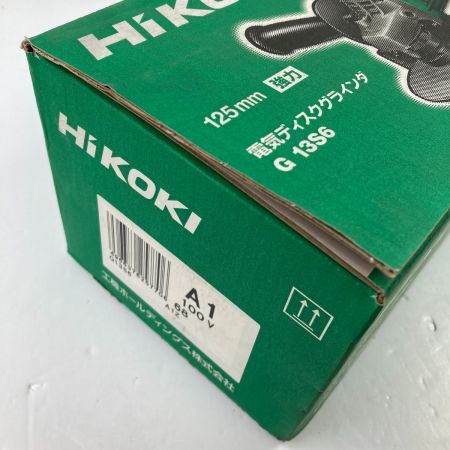 HiKOKI
125mm 強力
電気ディスクグラインダ
G 13S6
HiKOKI
A1
100V
工機ホールディングス株式会社